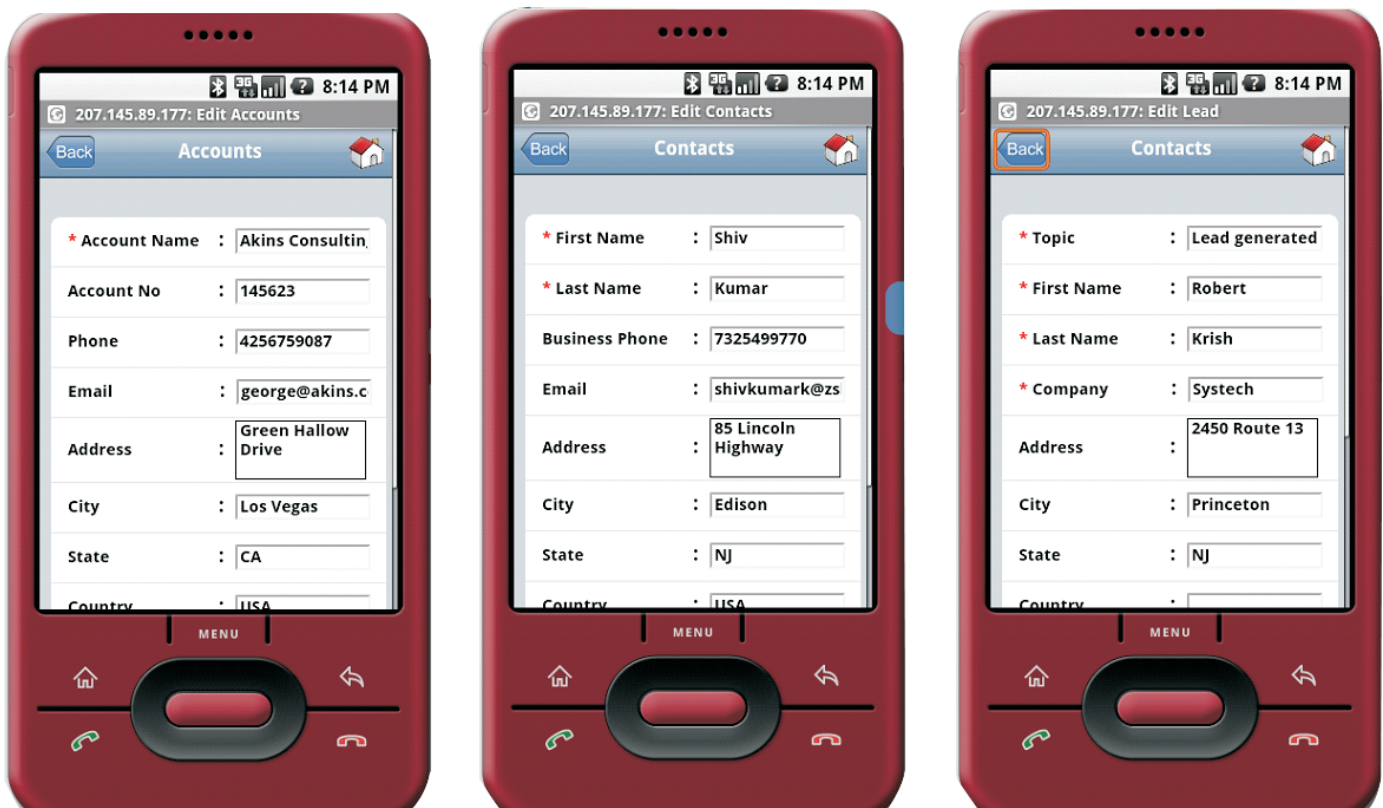 8:14 PM
207.145.89.177: Edit Accounts
Back Accounts
* Account Name : Akins Consultin
Account No : 145623
Phone : 4256759087
Email : george@akins.c
Address : Green Hallow
Drive
City : Los Vegas
State : CA
Country : USA
MENU
8:14 PM
207.145.89.177: Edit Contacts
Back Contacts
* First Name : Shiv
* Last Name : Kumar
Business Phone : 7325499770
Email : shivkumark@zs
Address : 85 Lincoln
Highway
City : Edison
State : NJ
Country : USA
MENU
8:14 PM
207.145.89.177: Edit Lead
Back Contacts
* Topic : Lead generated
* First Name : Robert
* Last Name : Krish
* Company : Systech
Address : 2450 Route 13
City : Princeton
State : NJ
Country :
MENU